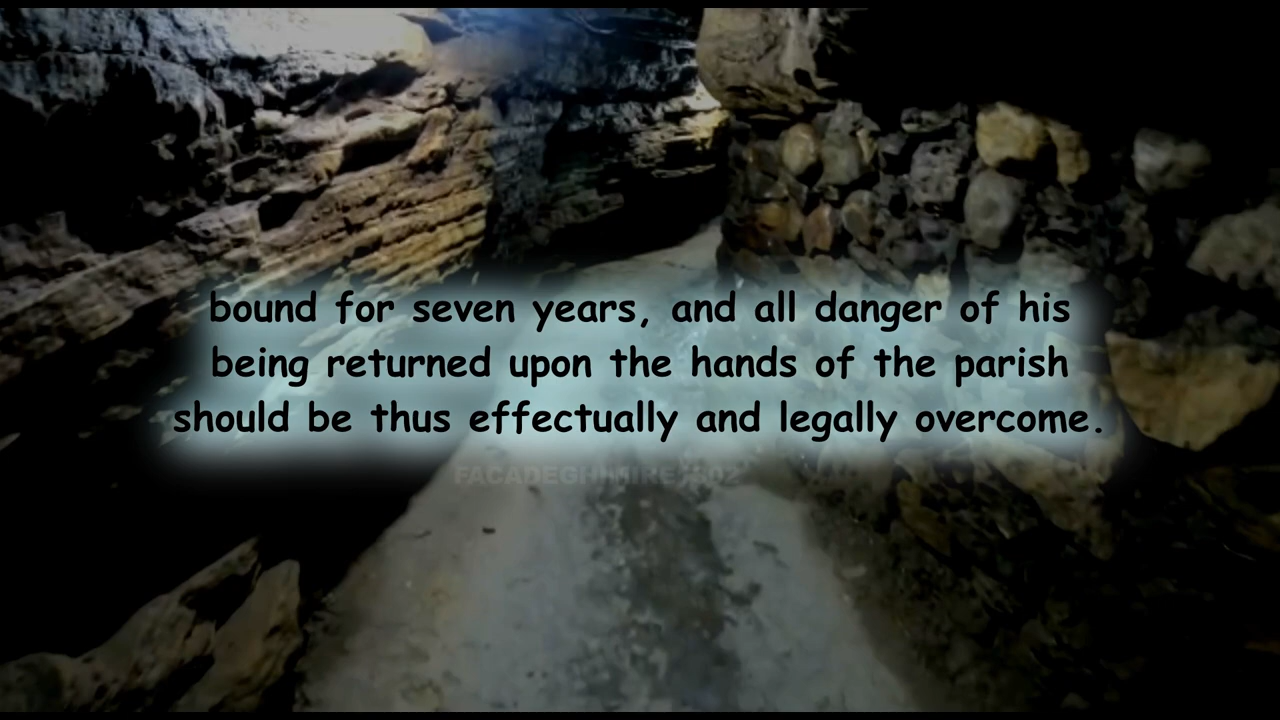 bound for seven years, and all danger of his
being returned upon the hands of the parish
should be thus effectually and legally overcome.